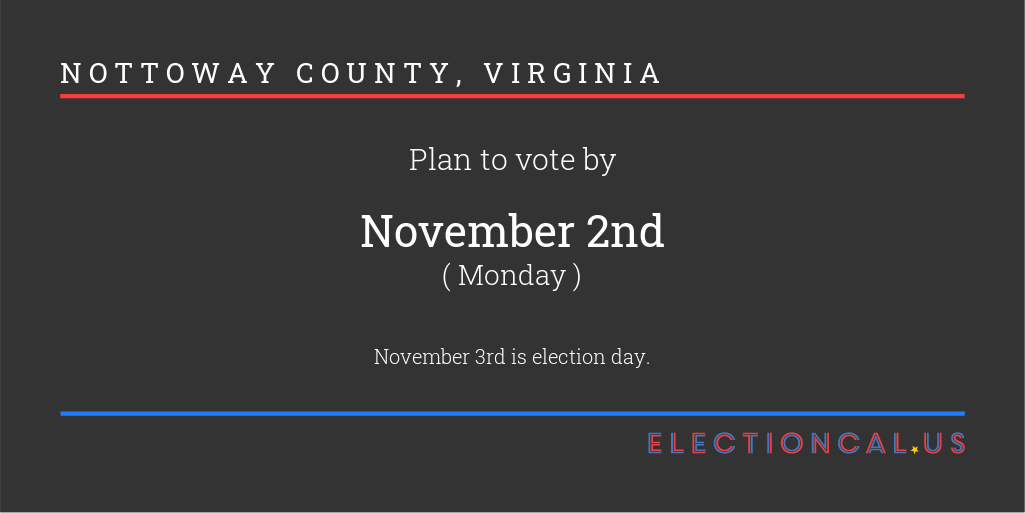 NOTTOWAY COUNTY, VIRGINIA
Plan to vote by
November 2nd
( Monday )
November 3rd is election day.
ELECTIONCAL.US